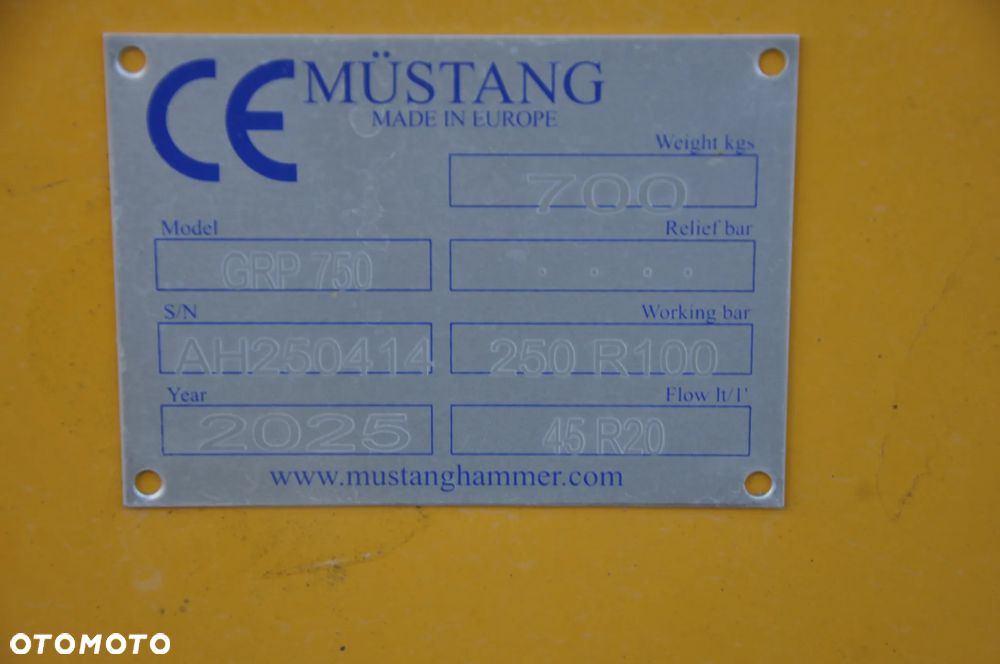 CE MÜSTANG
MADE IN EUROPE
Weight kgs
700
Model
GRP 750
Relief bar
. . . .
S/N
AH250414
Working bar
250 R100
Year
2025
Flow lt/1'
45 R20
www.mustanghammer.com
OTOMOTO